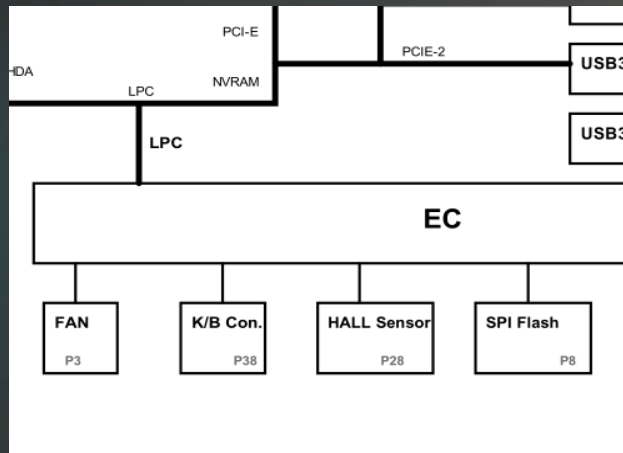 PCI-E
PCIE-2
HDA
LPC
NVRAM
USB3
LPC
USB3
EC
FAN
P3
K/B Con.
P38
HALL Sensor
P28
SPI Flash
P8